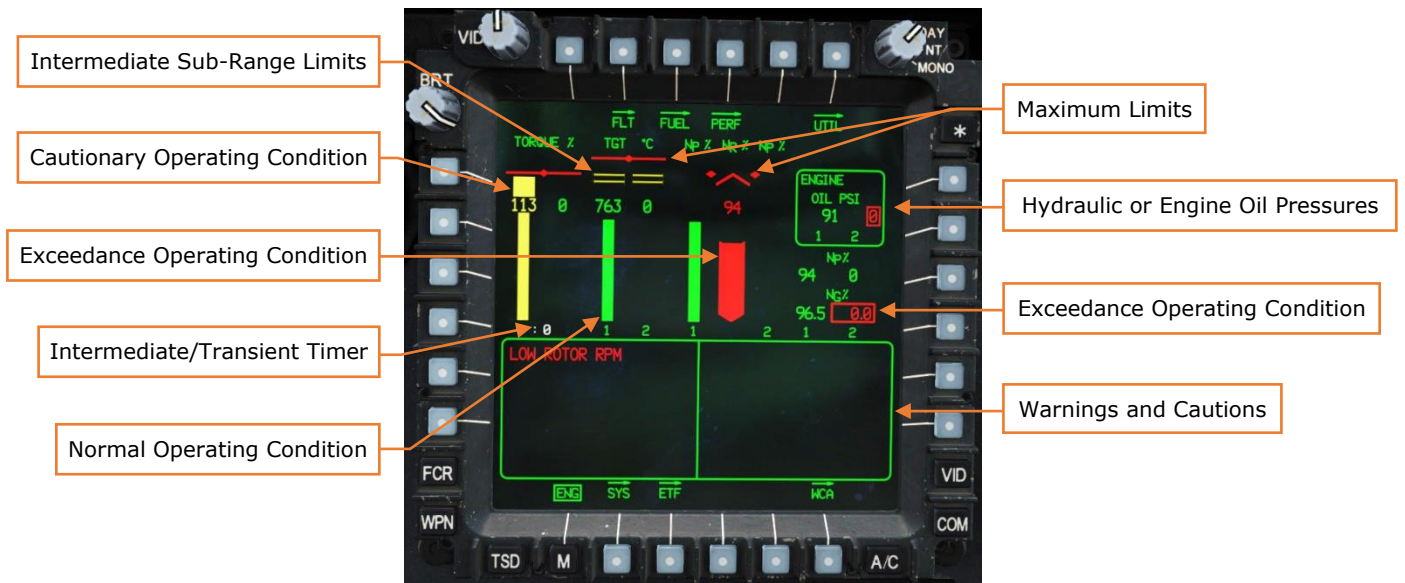 VID
DAY
NT
MONO
Intermediate Sub-Range Limits
BRT
Maximum Limits
FLT FUEL PERF UTIL
*
TORQUE % TGT °C NP % NR % NP %
Cautionary Operating Condition
ENGINE
OIL PSI
113 0 763 0 94
91 0
Hydraulic or Engine Oil Pressures
1 2
Exceedance Operating Condition
NP%
94 0
NG%
96.5 0.0
Exceedance Operating Condition
:0 1 2 1 2 1 2
Intermediate/Transient Timer
LOW ROTOR RPM
Warnings and Cautions
Normal Operating Condition
FCR
VID
ENG SYS ETF WCA
WPN
COM
TSD M A/C